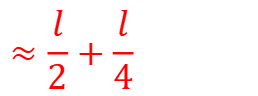 ≈ l/2 + l/4